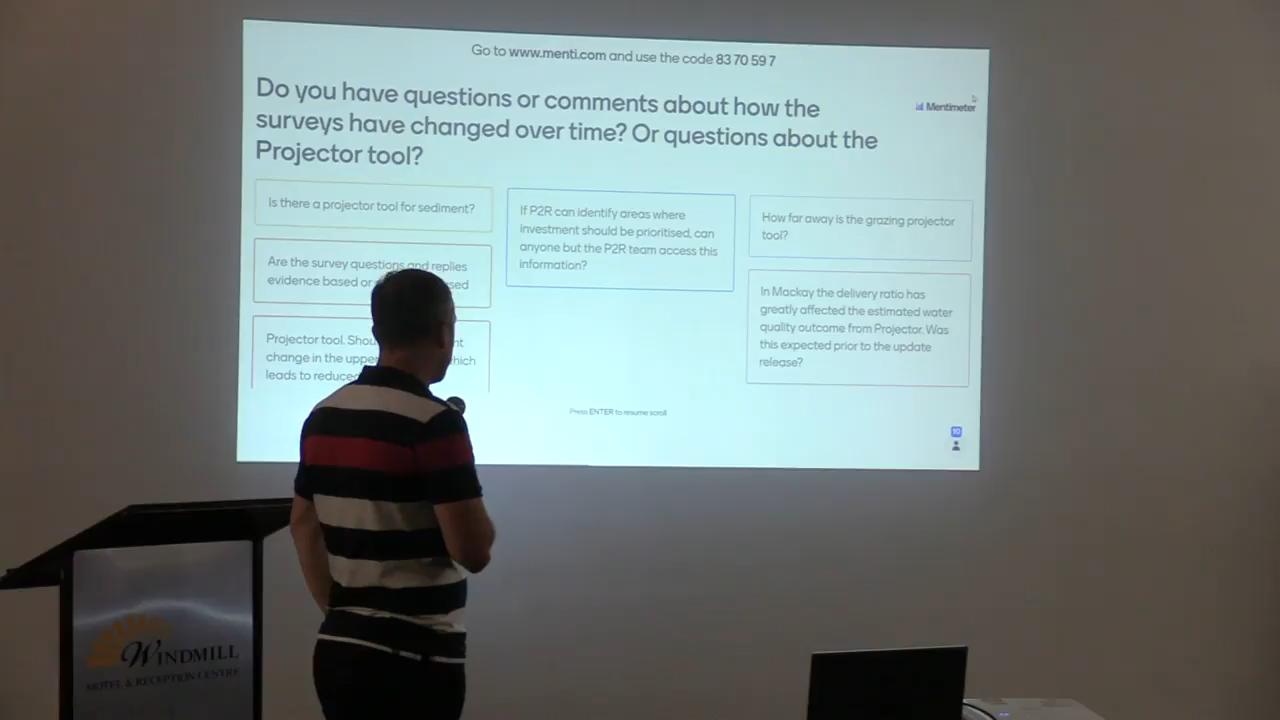 Go to www.menti.com and use the code 83 70 59 7
Do you have questions or comments about how the
surveys have changed over time? Or questions about the
Projector tool?
Mentimeter
Is there a projector tool for sediment?
Are the survey questions and replies
evidence based or
Projector tool.
change in the upper which
leads to
If P2R can identify areas where
investment should be prioritised, can
anyone but the P2R team access this
information?
How far away is the grazing projector
tool?
In Mackay the delivery ratio has
greatly affected the estimated water
quality outcome from Projector. Was
this expected prior to the update
release?
Press ENTER to resume scroll
10
WINDMILL
MOTEL & RECEPTION CENTRE